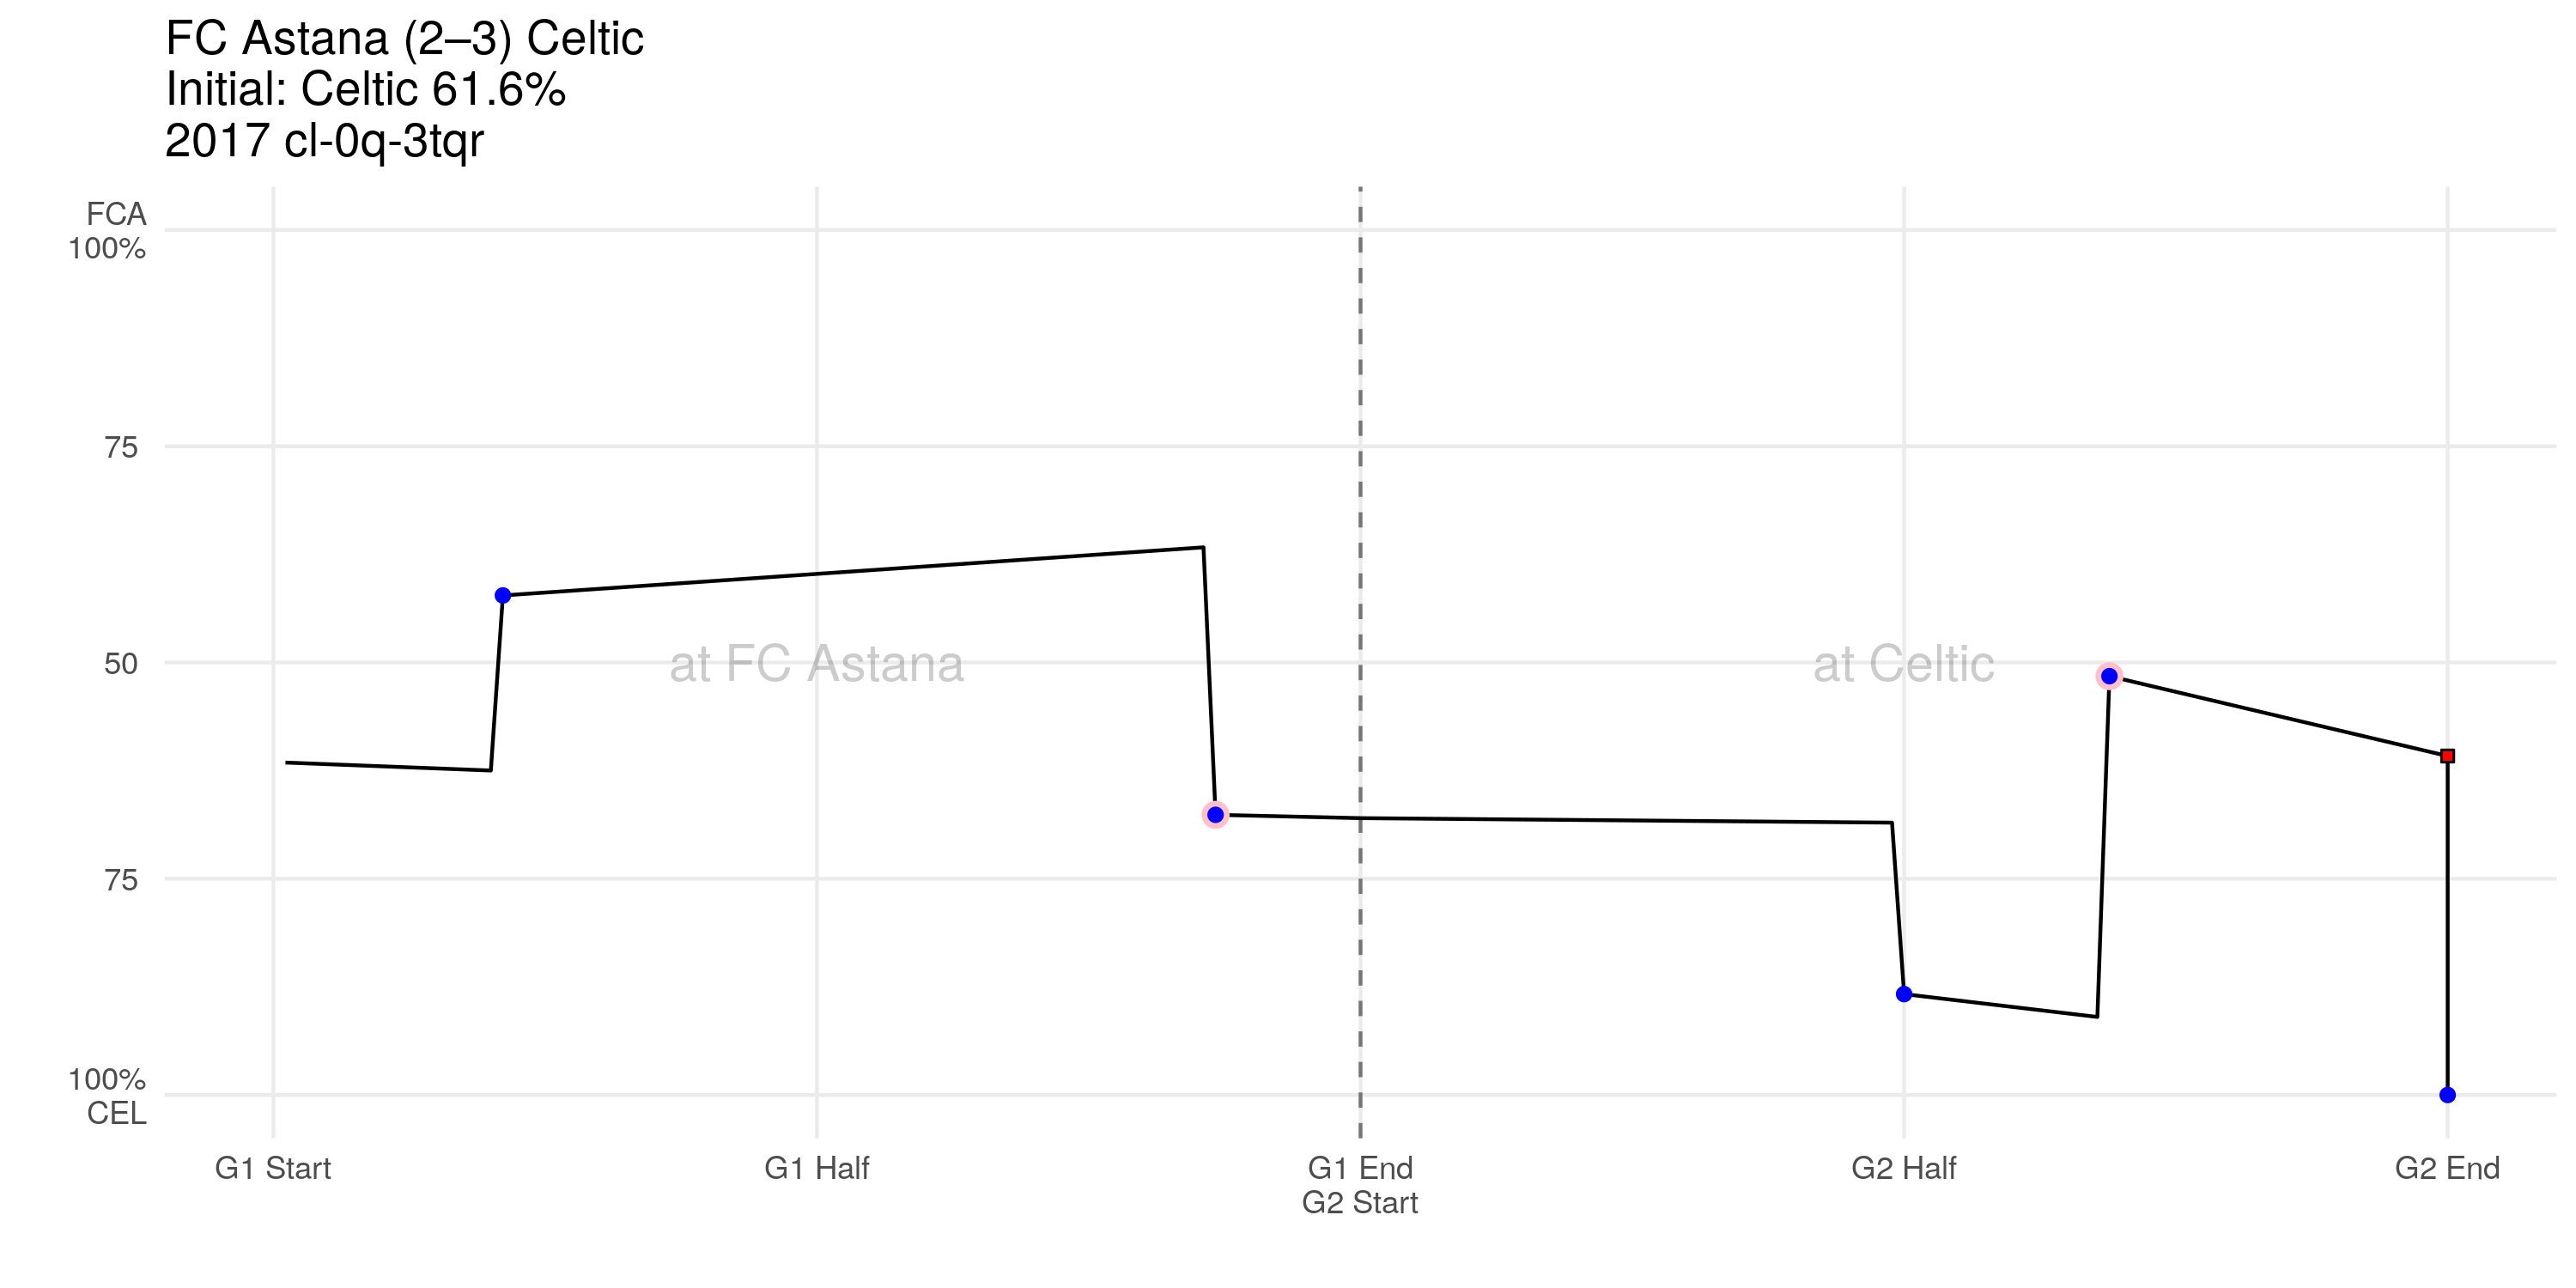 FC Astana (2–3) Celtic
Initial: Celtic 61.6%
2017 cl-0q-3tqr
FCA
100%
75
50
75
100%
CEL
at FC Astana
at Celtic
G1 Start
G1 Half
G1 End
G2 Start
G2 Half
G2 End